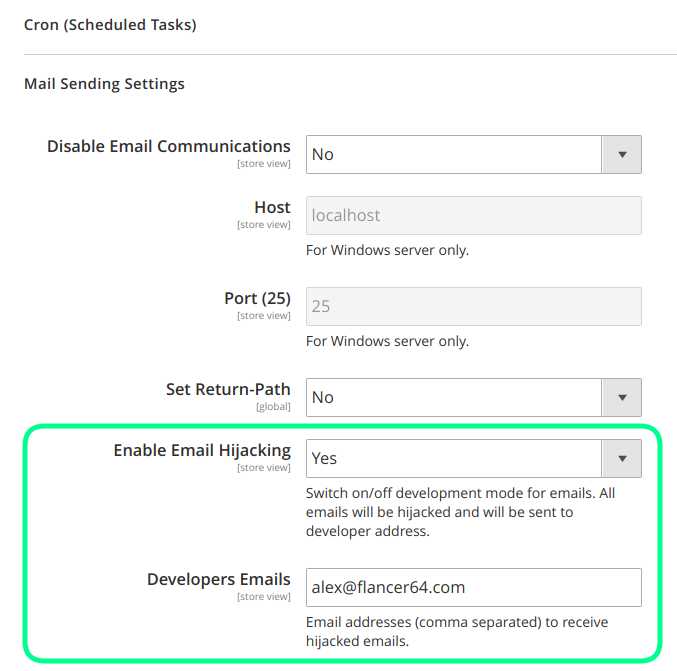 Cron (Scheduled Tasks)
Mail Sending Settings
Disable Email Communications
[store view]
No
Host
[store view]
localhost
For Windows server only.
Port (25)
[store view]
25
For Windows server only.
Set Return-Path
[global]
No
Enable Email Hijacking
[store view]
Yes
Switch on/off development mode for emails. All
emails will be hijacked and will be sent to
developer address.
Developers Emails
[store view]
alex@flancer64.com
Email addresses (comma separated) to receive
hijacked emails.